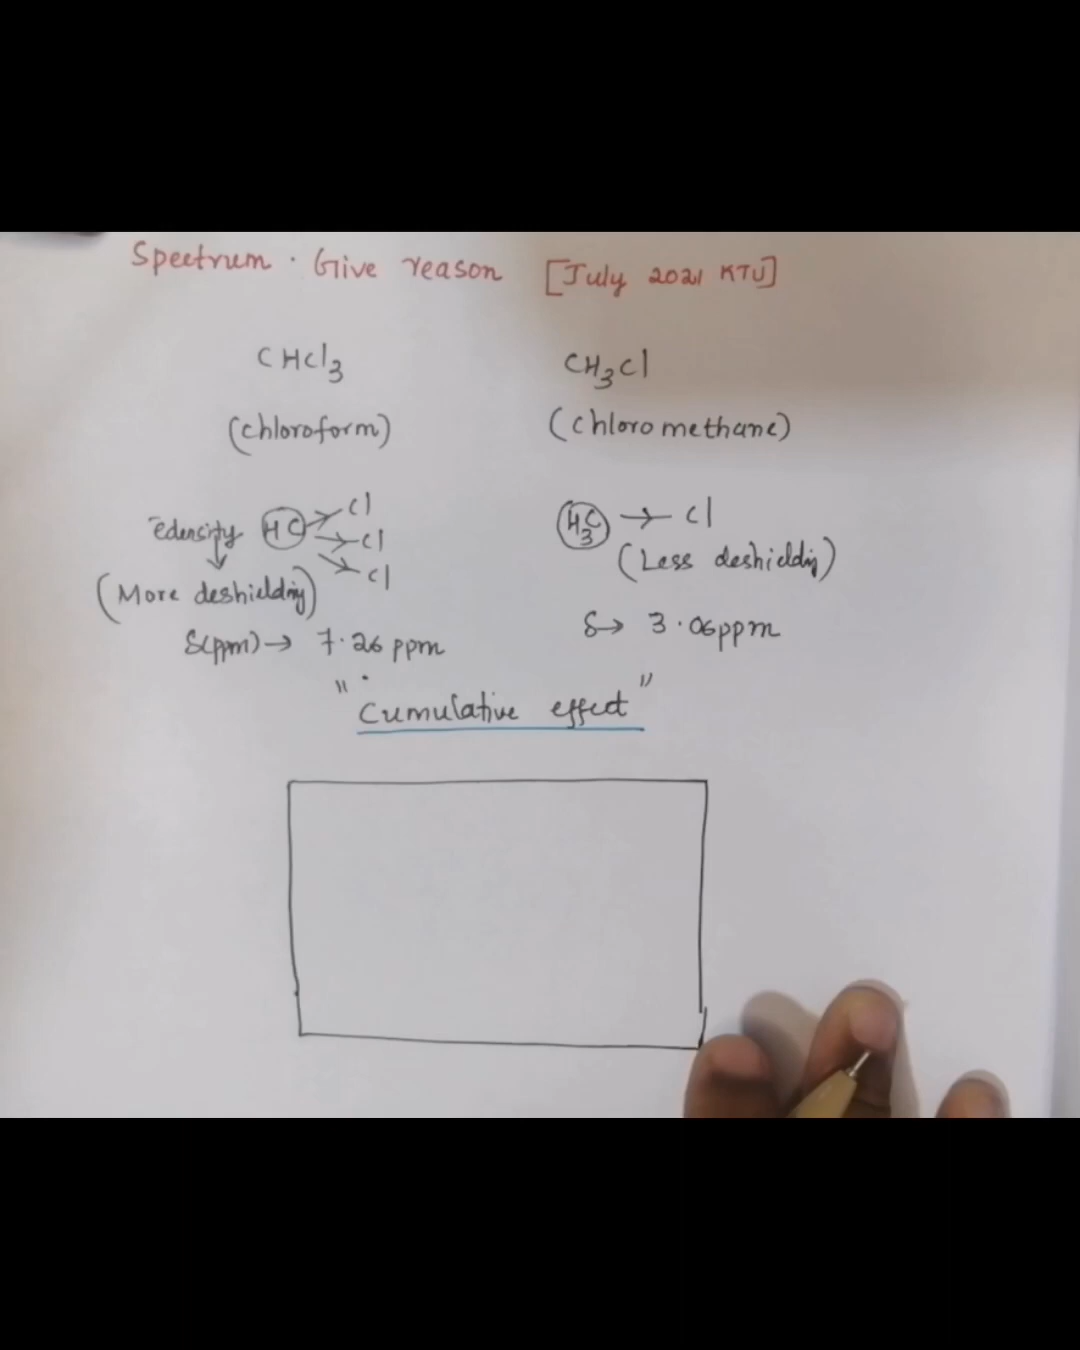 Spectrum. Give reason [July 2021 KTU]
CHCl3 CH3Cl
(chloroform) (chloromethane)
Cl
edensity HC Cl H3C → Cl
Cl (Less deshieldig)
(More deshielding)
δ(ppm) → 7.26 ppm δ → 3.06ppm
"Cumulative effect"